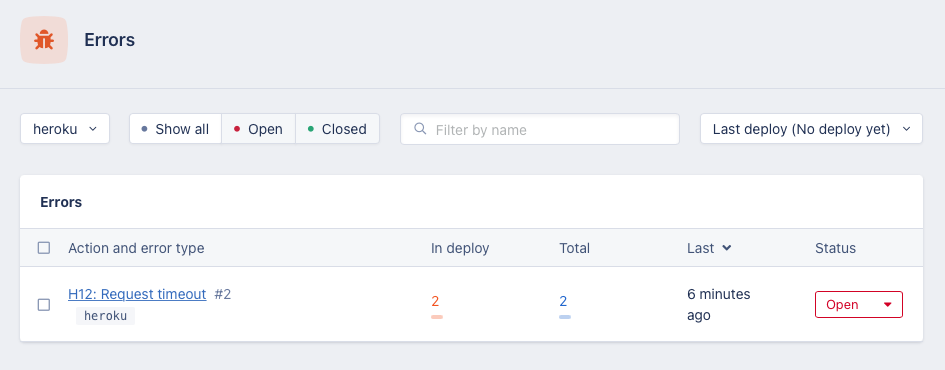 Errors
heroku Show all Open Closed Filter by name Last deploy (No deploy yet)
Errors
Action and error type In deploy Total Last Status
H12: Request timeout #2 2 2 6 minutes Open
heroku ago